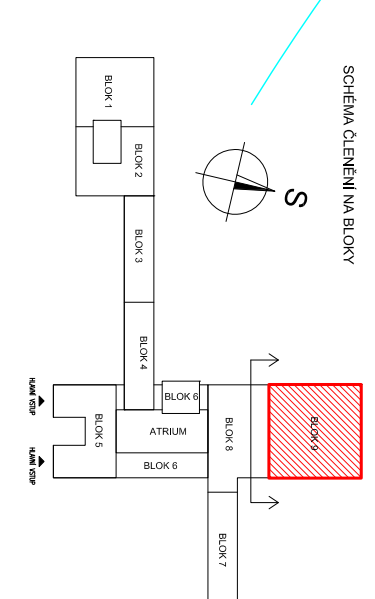 SCHÉMA ČLENĚNÍ NA BLOKY
S
BLOK 1
BLOK 2
BLOK 3
BLOK 4
BLOK 5
HLAVNÍ VSTUP
HLAVNÍ VSTUP
BLOK 6
ATRIUM
BLOK 6
BLOK 8
BLOK 9
BLOK 7